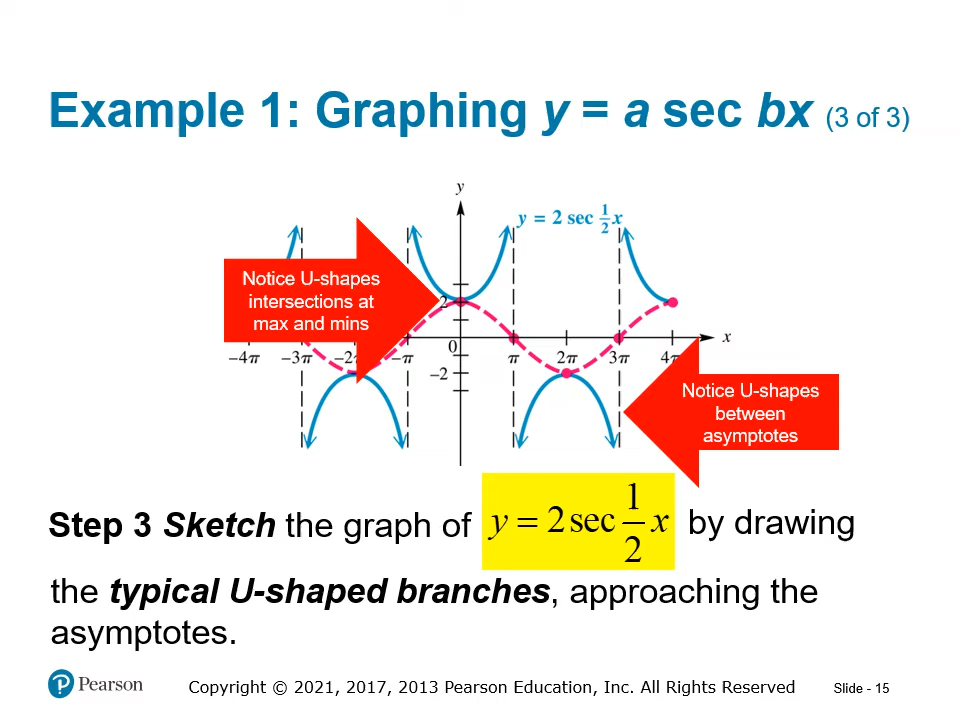 Example 1: Graphing y = a sec bx (3 of 3)
y
y = 2 sec 1/2 x
Notice U-shapes
intersections at
max and mins
2
0
x
−4π −3π −2π −π π 2π 3π 4π
−2
Notice U-shapes
between
asymptotes
Step 3 Sketch the graph of y = 2 sec 1/2 x by drawing
the typical U-shaped branches, approaching the
asymptotes.
Pearson
Copyright © 2021, 2017, 2013 Pearson Education, Inc. All Rights Reserved
Slide - 15